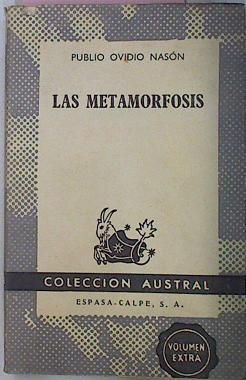 PUBLIO OVIDIO NASÓN
LAS METAMORFOSIS
COLECCION AUSTRAL
ESPASA-CALPE, S. A.
VOLUMEN
EXTRA